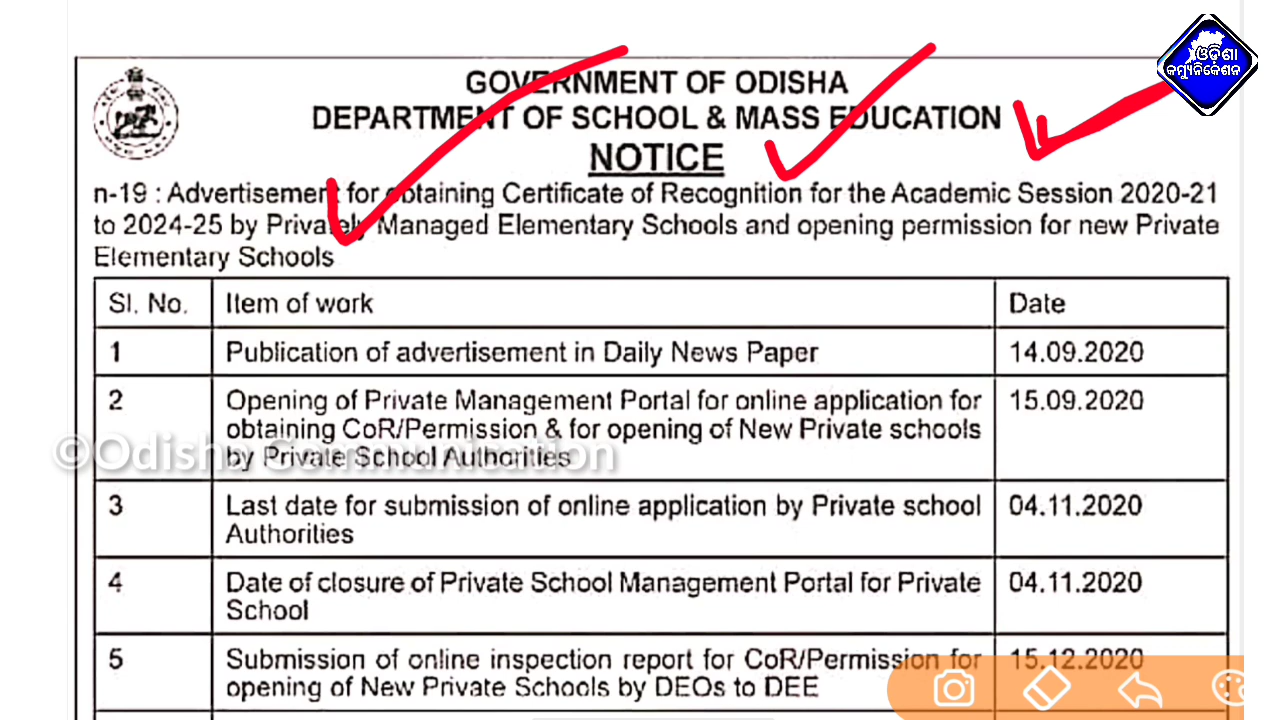 ଓଡ଼ିଶା
କମ୍ୟୁନିକେଶନ
GOVERNMENT OF ODISHA
DEPARTMENT OF SCHOOL & MASS EDUCATION
NOTICE
n-19 : Advertisement for obtaining Certificate of Recognition for the Academic Session 2020-21
to 2024-25 by Privately Managed Elementary Schools and opening permission for new Private
Elementary Schools
Sl. No. Item of work Date
1 Publication of advertisement in Daily News Paper 14.09.2020
2 Opening of Private Management Portal for online application for 15.09.2020
obtaining CoR/Permission & for opening of New Private schools
by Private School Authorities
©Odisha Communication
3 Last date for submission of online application by Private school 04.11.2020
Authorities
4 Date of closure of Private School Management Portal for Private 04.11.2020
School
5 Submission of online inspection report for CoR/Permission for 15.12.2020
opening of New Private Schools by DEOs to DEE